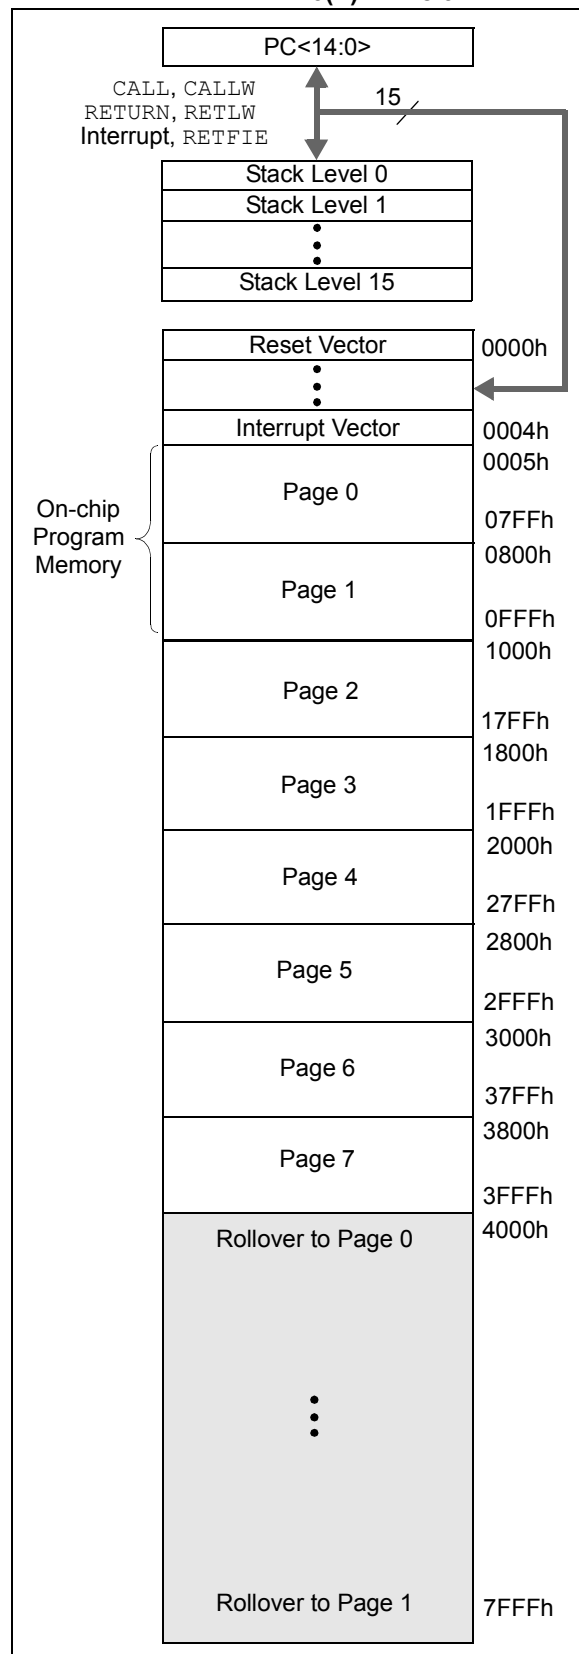 PC<14:0>
CALL, CALLW
RETURN, RETLW
Interrupt, RETFIE
15
Stack Level 0
Stack Level 1
Stack Level 15
Reset Vector
0000h
Interrupt Vector
0004h
0005h
On-chip
Program
Memory
Page 0
07FFh
0800h
Page 1
0FFFh
1000h
Page 2
17FFh
1800h
Page 3
1FFFh
2000h
Page 4
27FFh
2800h
Page 5
2FFFh
3000h
Page 6
37FFh
3800h
Page 7
3FFFh
4000h
Rollover to Page 0
Rollover to Page 1
7FFFh